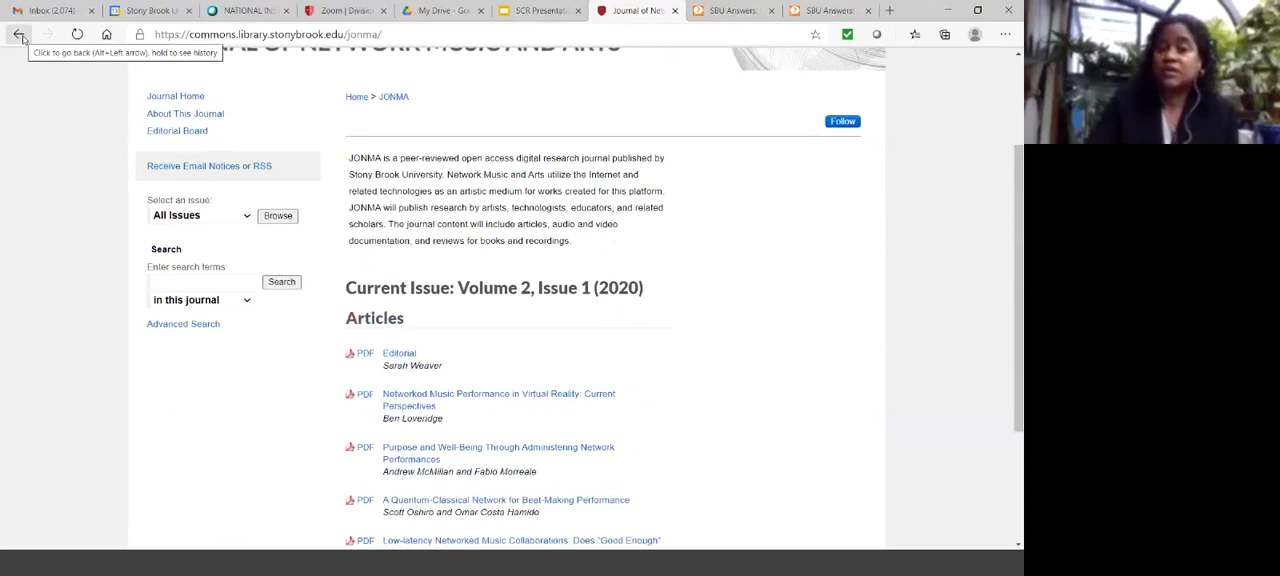 Inbox (2,074)
Stony Brook U
NATIONAL INS
Zoom | Division
My Drive - Goo
SCR Presentati
Journal of Net
SBU Answers:
SBU Answers:
https://commons.library.stonybrook.edu/jonma/
Click to go back (Alt+Left arrow), hold to see history
OF NETWORK MUSIC AND ARTS
Journal Home
About This Journal
Editorial Board
Receive Email Notices or RSS
Select an issue:
All Issues
Browse
Search
Enter search terms:
Search
in this journal
Advanced Search
Home > JONMA
Follow
JONMA is a peer-reviewed open access digital research journal published by
Stony Brook University. Network Music and Arts utilize the Internet and
related technologies as an artistic medium for works created for this platform.
JONMA will publish research by artists, technologists, educators, and related
scholars. The journal content will include articles, audio and video
documentation, and reviews for books and recordings.
Current Issue: Volume 2, Issue 1 (2020)
Articles
PDF Editorial
Sarah Weaver
PDF Networked Music Performance in Virtual Reality: Current
Perspectives
Ben Loveridge
PDF Purpose and Well-Being Through Administering Network
Performances
Andrew McMillan and Fabio Morreale
PDF A Quantum-Classical Network for Beat-Making Performance
Scott Oshiro and Omar Costa Hamido
PDF Low-latency Networked Music Collaborations: Does "Good Enough"